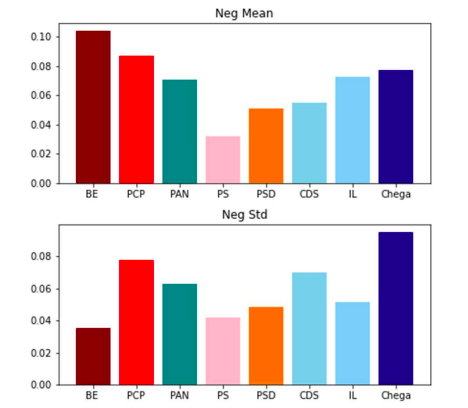 Neg Mean
0.10
0.08
0.06
0.04
0.02
0.00
BE PCP PAN PS PSD CDS IL Chega
Neg Std
0.08
0.06
0.04
0.02
0.00
BE PCP PAN PS PSD CDS IL Chega